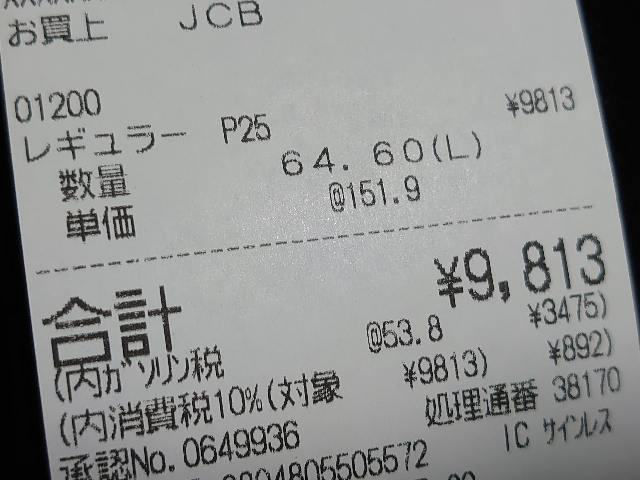 お買上 JCB
01200
レギュラー P25 ¥9813
数量 64.60(L)
単価 @151.9
合計 ¥9,813
(内ガソリン税 @53.8 ¥3475)
(内消費税10%(対象 ¥9813) ¥892)
承認No.0649936 処理通番 38170
IC サインレス